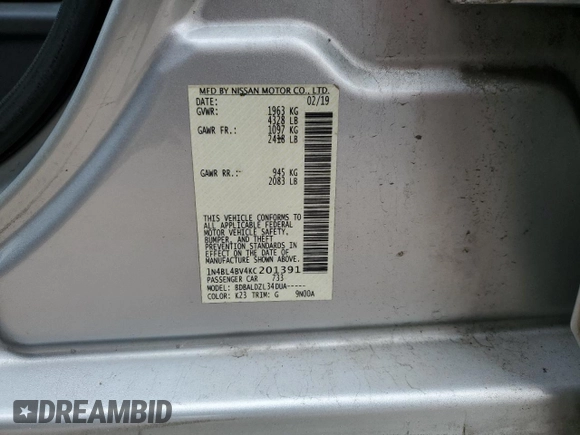 MFD BY NISSAN MOTOR CO., LTD.
DATE: 02/19
GVWR: 1963 KG
4328 LB
GAWR FR.: 1097 KG
2418 LB
GAWR RR.: 945 KG
2083 LB
THIS VEHICLE CONFORMS TO
ALL APPLICABLE FEDERAL
MOTOR VEHICLE SAFETY,
BUMPER, AND THEFT
PREVENTION STANDARDS
IN EFFECT ON THE DATE
OF MANUFACTURE SHOWN
ABOVE.
1N4BL4BV4KC201391
PASSENGER CAR 733
MODEL: BDBALDZL34DUA-----
COLOR: K23 TRIM: G 9N00A
DREAMBID